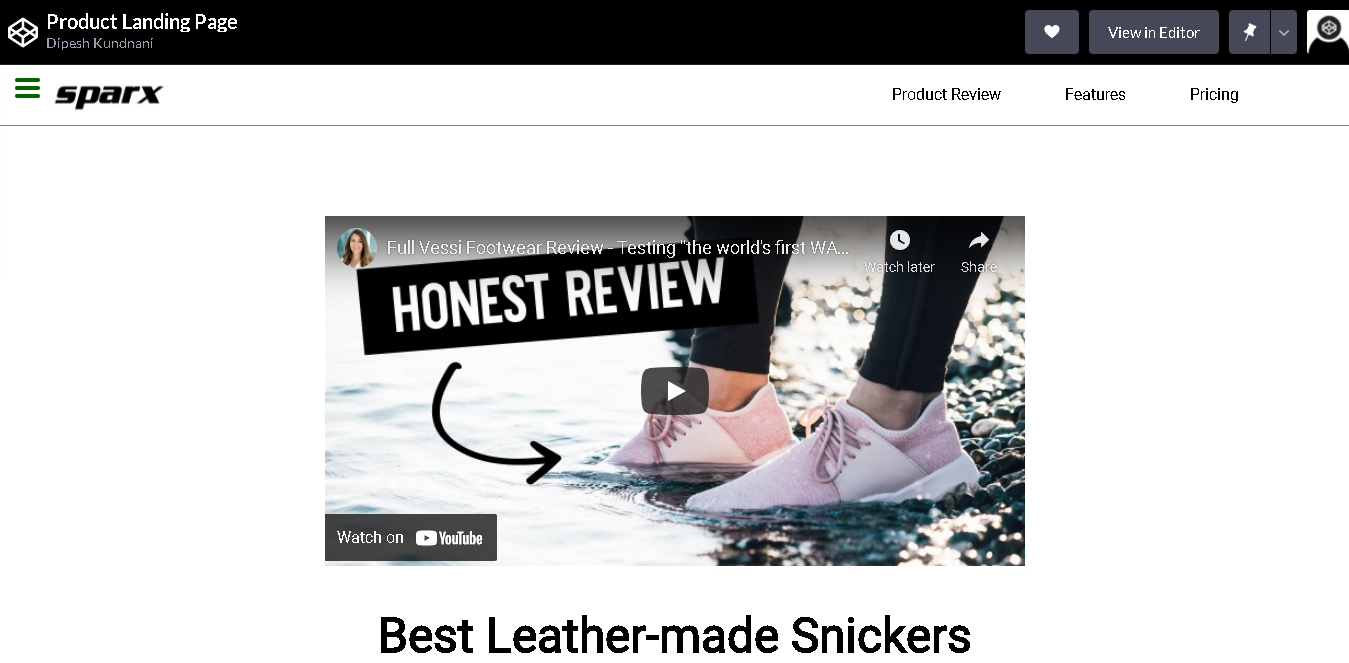 Product Landing Page
Dipesh Kundnani
View in Editor
sparx
Product Review
Features
Pricing
Full Vessi Footwear Review - Testing "the world's first WA...
Watch later
Share
HONEST REVIEW
Watch on YouTube
Best Leather-made Snickers